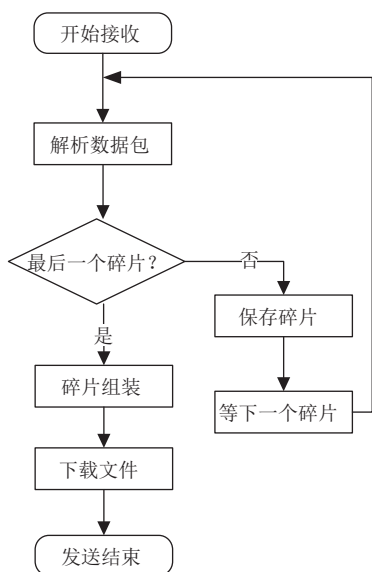 开始接收
解析数据包
最后一个碎片？
否
保存碎片
是
碎片组装
等下一个碎片
下载文件
发送结束